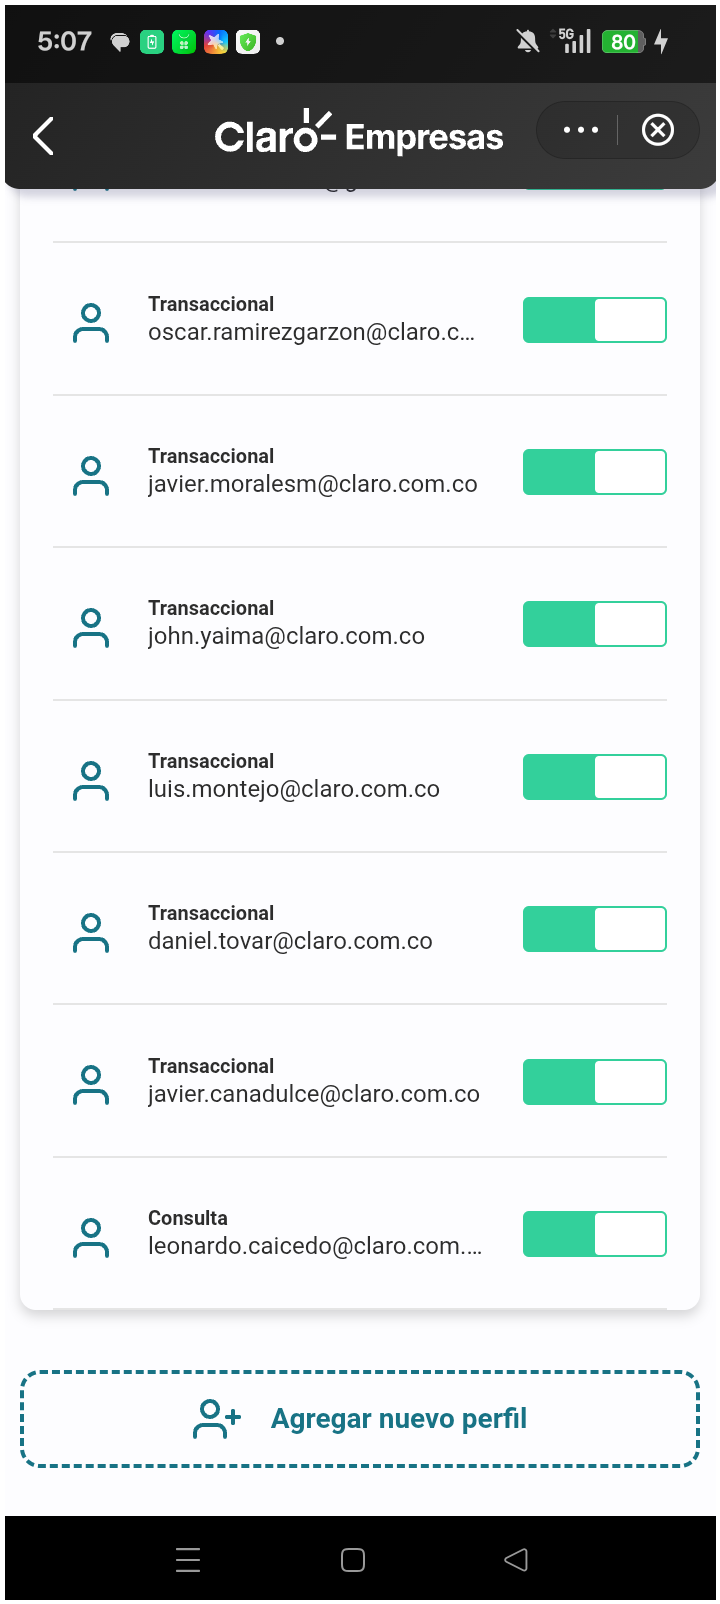 5:07
5G
80
Claro- Empresas
Transaccional
oscar.ramirezgarzon@claro.c...
Transaccional
javier.moralesm@claro.com.co
Transaccional
john.yaima@claro.com.co
Transaccional
luis.montejo@claro.com.co
Transaccional
daniel.tovar@claro.com.co
Transaccional
javier.canadulce@claro.com.co
Consulta
leonardo.caicedo@claro.com....
Agregar nuevo perfil